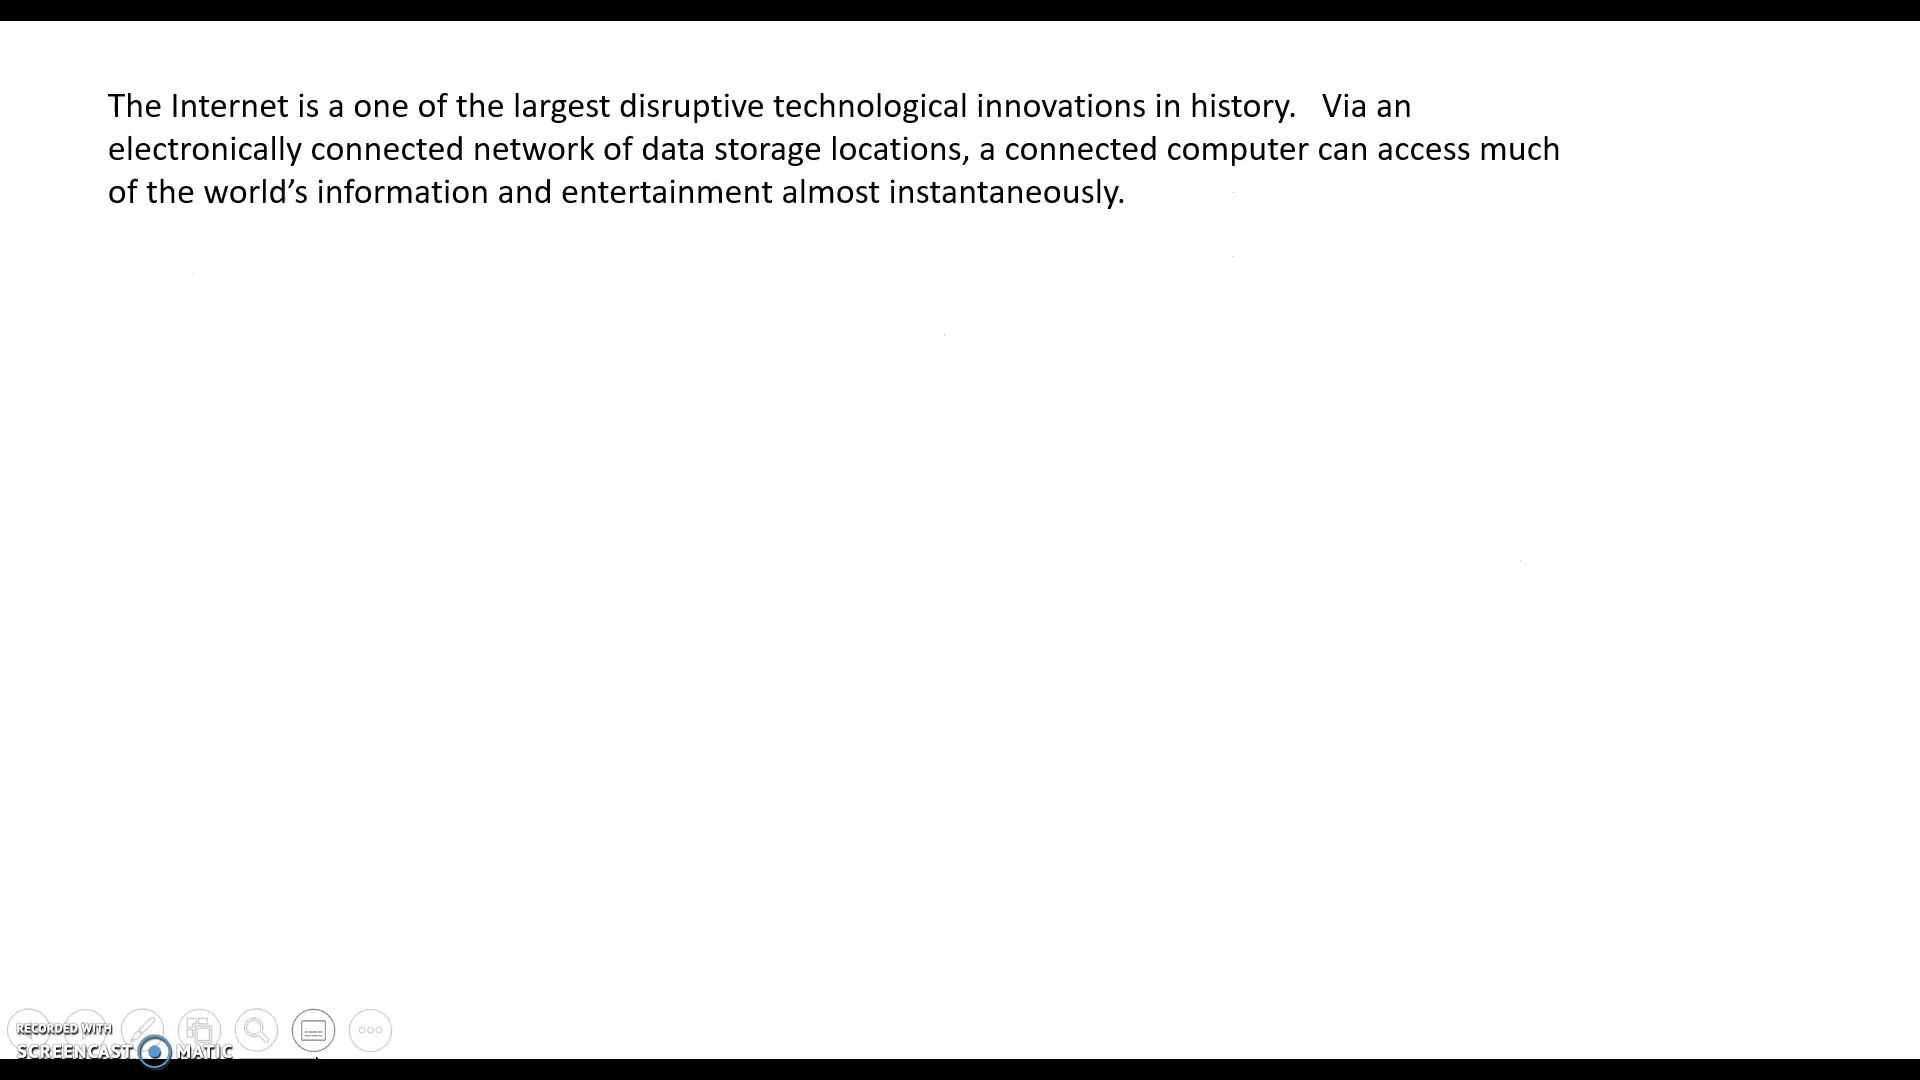 The Internet is a one of the largest disruptive technological innovations in history.   Via an
electronically connected network of data storage locations, a connected computer can access much
of the world’s information and entertainment almost instantaneously.
RECORDED WITH
SCREENCAST MATIC